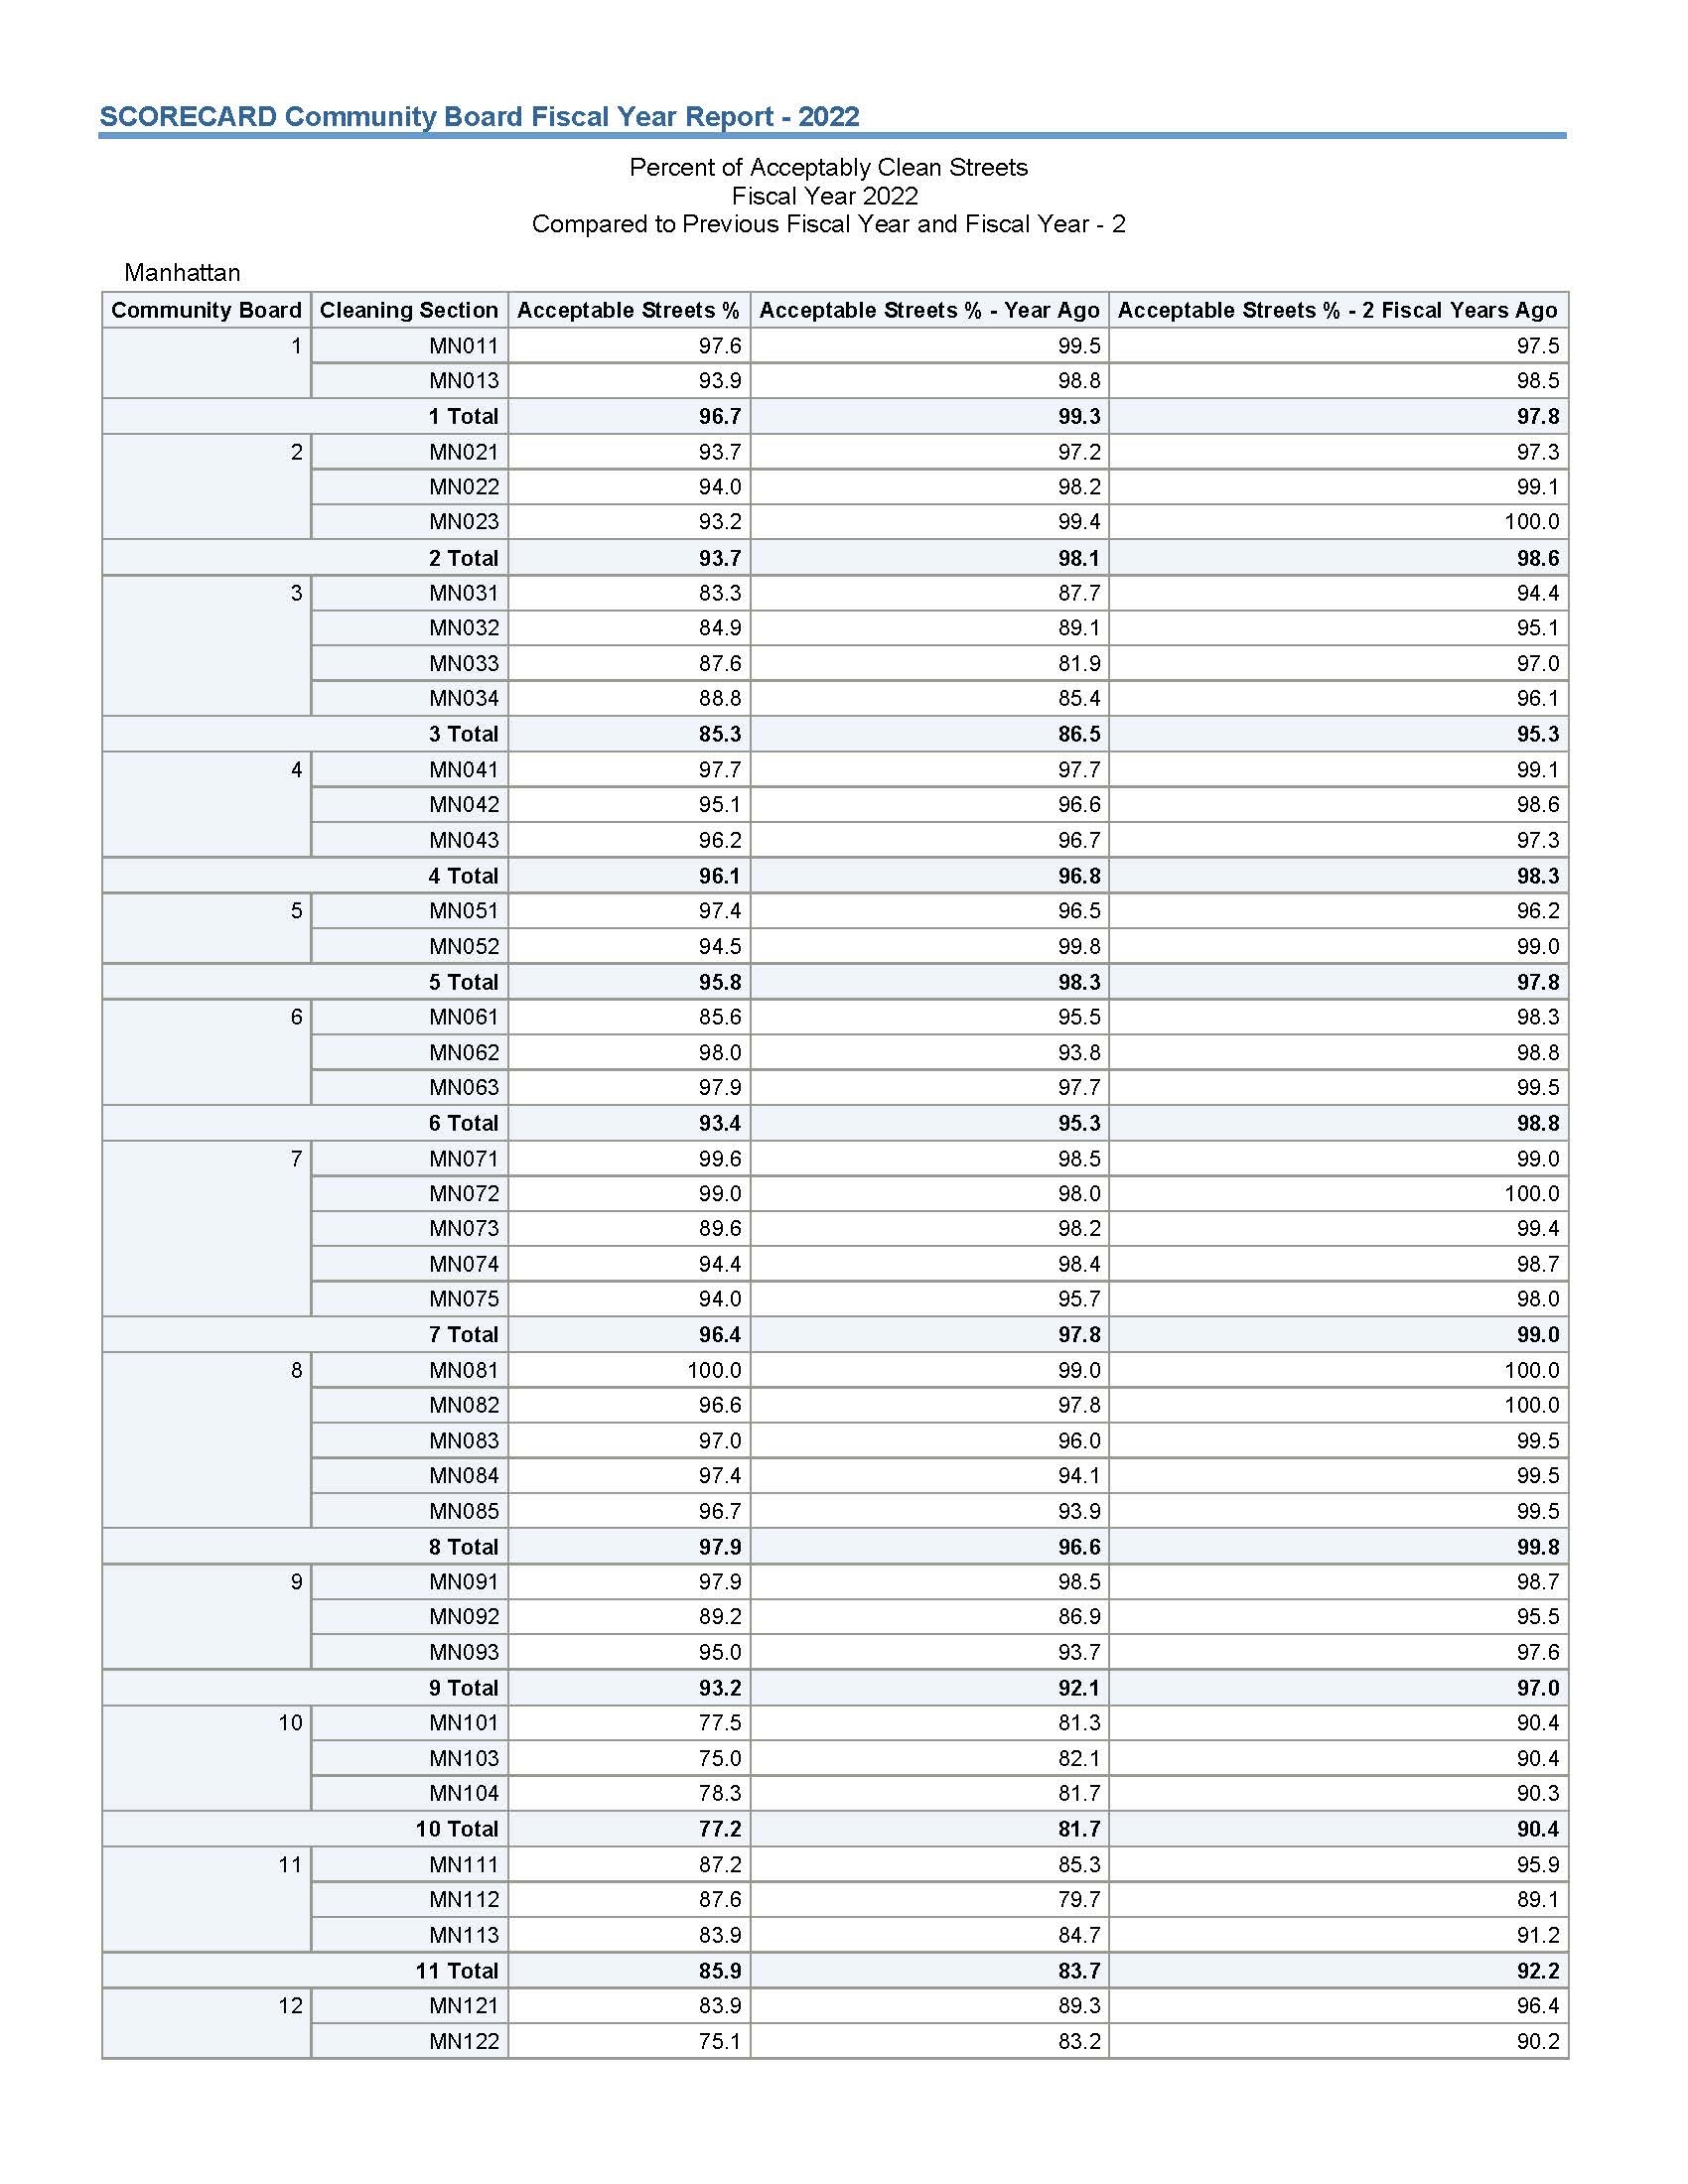 SCORECARD Community Board Fiscal Year Report - 2022
Percent of Acceptably Clean Streets
Fiscal Year 2022
Compared to Previous Fiscal Year and Fiscal Year - 2
Manhattan
Community Board Cleaning Section Acceptable Streets % Acceptable Streets % - Year Ago Acceptable Streets % - 2 Fiscal Years Ago
1 MN011 97.6 99.5 97.5
MN013 93.9 98.8 98.5
1 Total 96.7 99.3 97.8
2 MN021 93.7 97.2 97.3
MN022 94.0 98.2 99.1
MN023 93.2 99.4 100.0
2 Total 93.7 98.1 98.6
3 MN031 83.3 87.7 94.4
MN032 84.9 89.1 95.1
MN033 87.6 81.9 97.0
MN034 88.8 85.4 96.1
3 Total 85.3 86.5 95.3
4 MN041 97.7 97.7 99.1
MN042 95.1 96.6 98.6
MN043 96.2 96.7 97.3
4 Total 96.1 96.8 98.3
5 MN051 97.4 96.5 96.2
MN052 94.5 99.8 99.0
5 Total 95.8 98.3 97.8
6 MN061 85.6 95.5 98.3
MN062 98.0 93.8 98.8
MN063 97.9 97.7 99.5
6 Total 93.4 95.3 98.8
7 MN071 99.6 98.5 99.0
MN072 99.0 98.0 100.0
MN073 89.6 98.2 99.4
MN074 94.4 98.4 98.7
MN075 94.0 95.7 98.0
7 Total 96.4 97.8 99.0
8 MN081 100.0 99.0 100.0
MN082 96.6 97.8 100.0
MN083 97.0 96.0 99.5
MN084 97.4 94.1 99.5
MN085 96.7 93.9 99.5
8 Total 97.9 96.6 99.8
9 MN091 97.9 98.5 98.7
MN092 89.2 86.9 95.5
MN093 95.0 93.7 97.6
9 Total 93.2 92.1 97.0
10 MN101 77.5 81.3 90.4
MN103 75.0 82.1 90.4
MN104 78.3 81.7 90.3
10 Total 77.2 81.7 90.4
11 MN111 87.2 85.3 95.9
MN112 87.6 79.7 89.1
MN113 83.9 84.7 91.2
11 Total 85.9 83.7 92.2
12 MN121 83.9 89.3 96.4
MN122 75.1 83.2 90.2